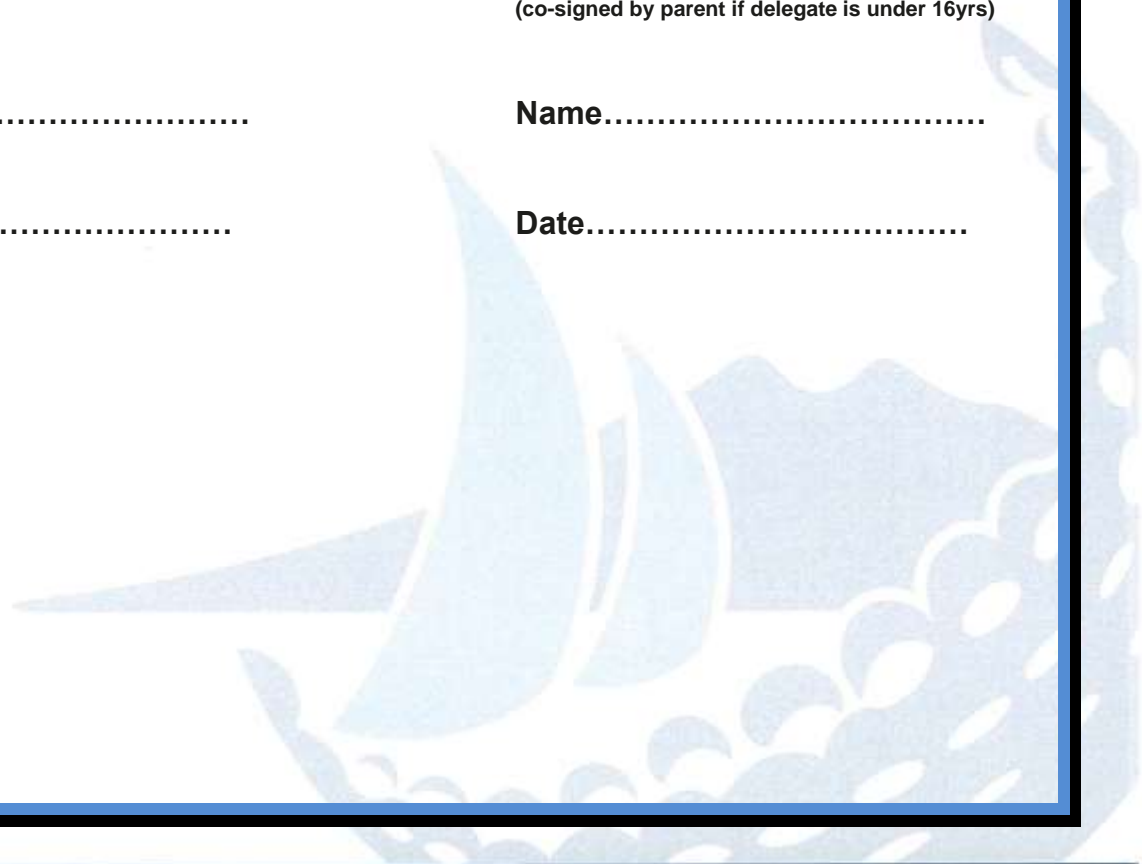 (co-signed by parent if delegate is under 16yrs)
…………………… Name………………………………
…………………… Date………………………………